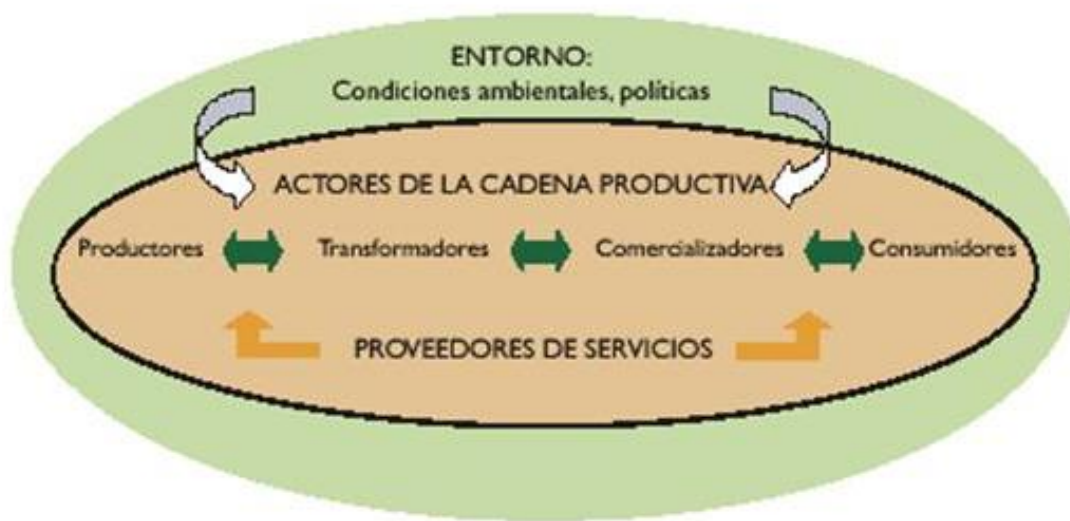 ENTORNO:
Condiciones ambientales, políticas
ACTORES DE LA CADENA PRODUCTIVA
Productores Transformadores Comercializadores Consumidores
PROVEEDORES DE SERVICIOS